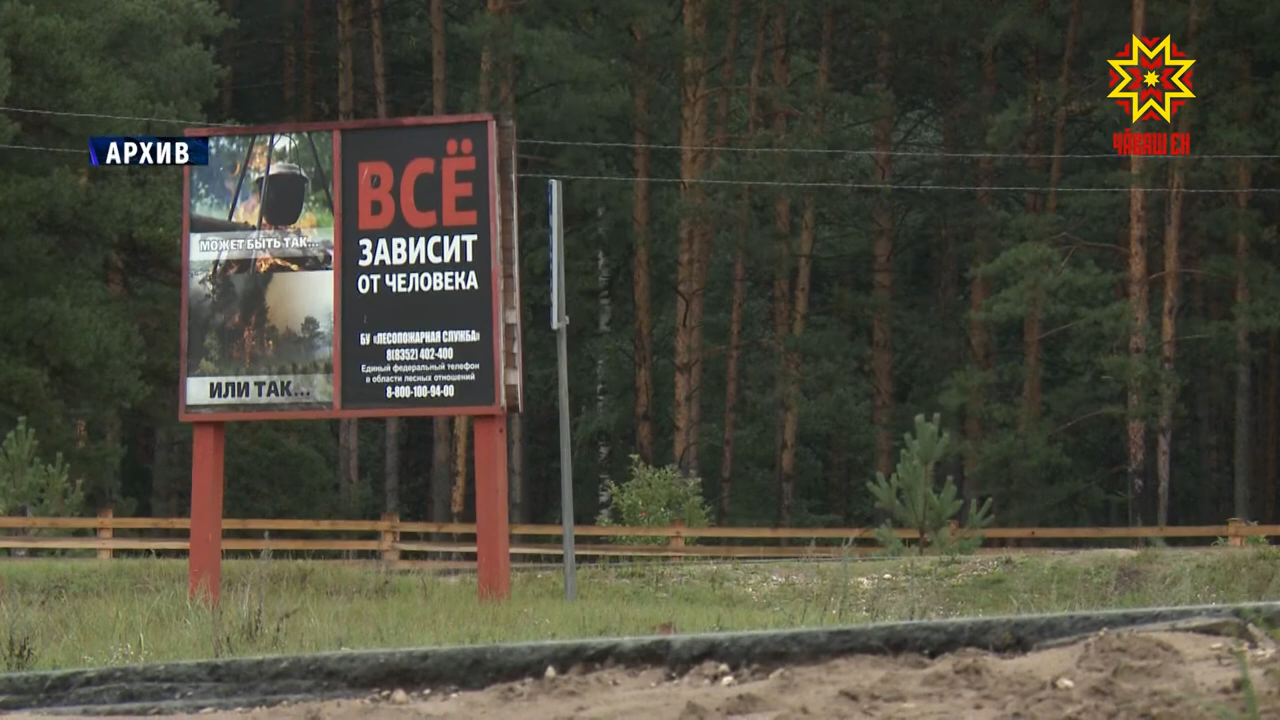 АРХИВ
ЧӐВАШ ЕН
МОЖЕТ БЫТЬ ТАК...
ИЛИ ТАК...
ВСЁ
ЗАВИСИТ
ОТ ЧЕЛОВЕКА
БУ «ЛЕСОПОЖАРНАЯ СЛУЖБА»
8(8352) 402-400
Единый федеральный телефон
в области лесных отношений
8-800-100-94-00